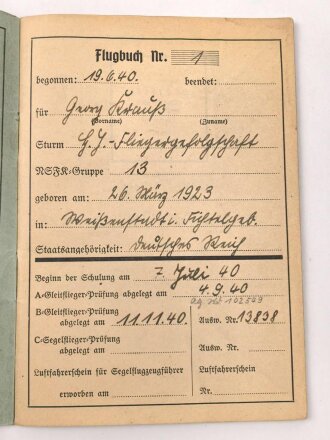 Flugbuch Nr. 1
begonnen: 19.6.40. beendet:
für Georg Krauß
(Vorname) (Zuname)
Sturm H.J.-Fliegergefolgschaft
NSFK-Gruppe 13
geboren am: 26. März 1923
in Weißenstadt i. Fichtelgeb.
Staatsangehörigkeit: Deutsches Reich
Beginn der Schulung am 7. Juli 40
A-Gleitflieger-Prüfung abgelegt am 4.9.40
B-Gleitflieger-Prüfung
abgelegt am 11.11.40. Ausw. Nr. 13838
C-Segelflieger-Prüfung
abgelegt am Ausw. Nr.
Luftfahrerschein für Segelflugzeugführer Luftfahrerschein
erworben am Nr.